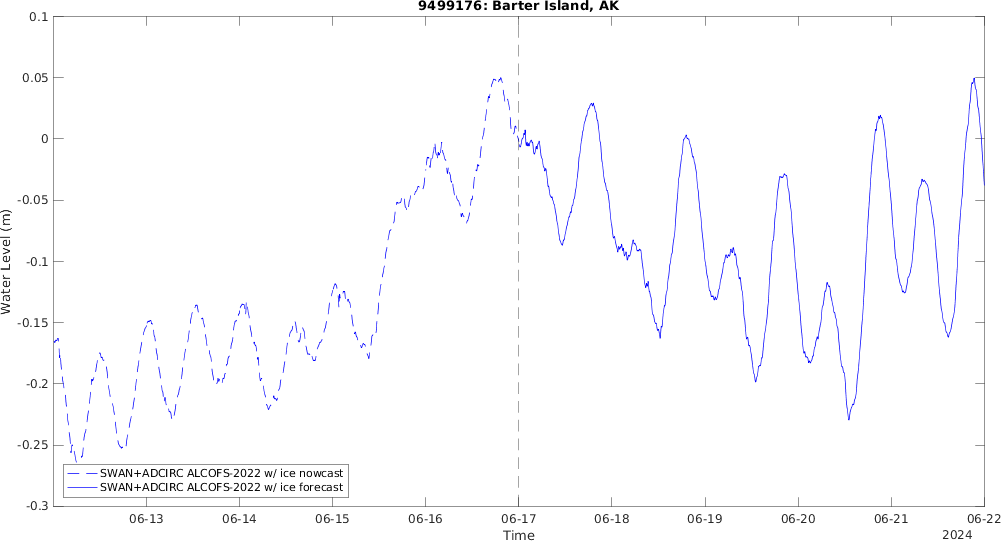 9499176: Barter Island, AK
0.1
0.05
0
-0.05
-0.1
-0.15
-0.2
-0.25
-0.3
Water Level (m)
SWAN+ADCIRC ALCOFS-2022 w/ ice nowcast
SWAN+ADCIRC ALCOFS-2022 w/ ice forecast
06-13 06-14 06-15 06-16 06-17 06-18 06-19 06-20 06-21 06-22
Time
2024